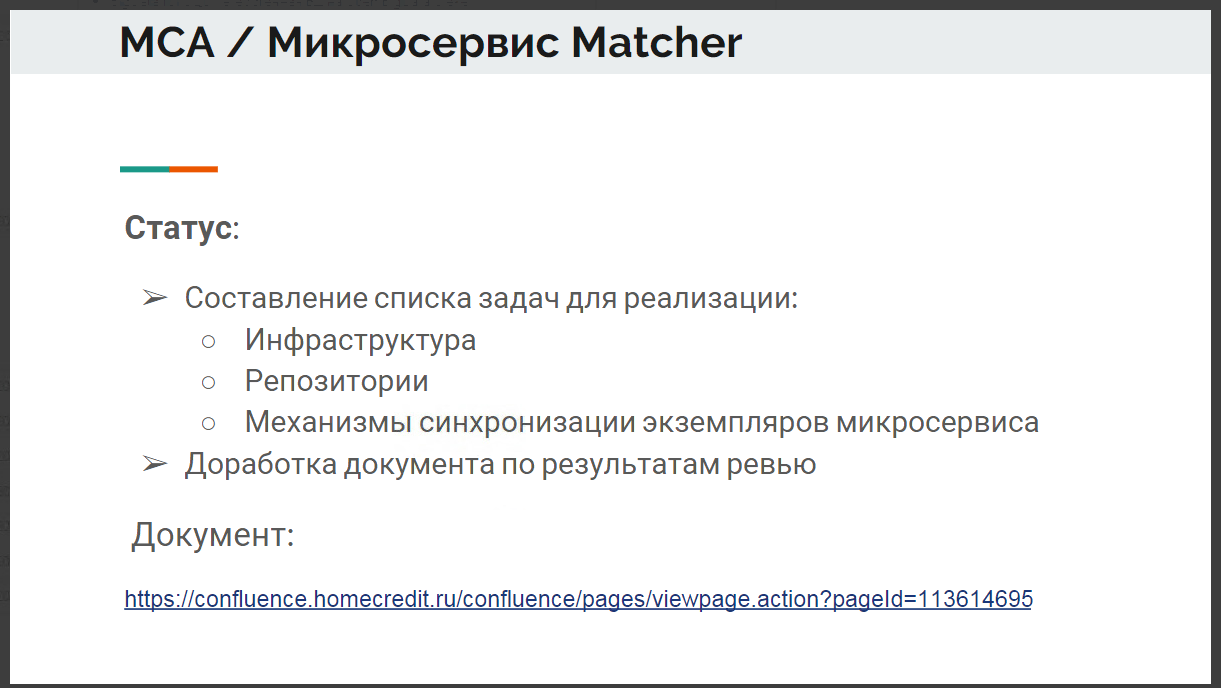 МСА / Микросервис Matcher
Статус:
➢ Составление списка задач для реализации:
○ Инфраструктура
○ Репозитории
○ Механизмы синхронизации экземпляров микросервиса
➢ Доработка документа по результатам ревью
Документ:
https://confluence.homecredit.ru/confluence/pages/viewpage.action?pageId=113614695